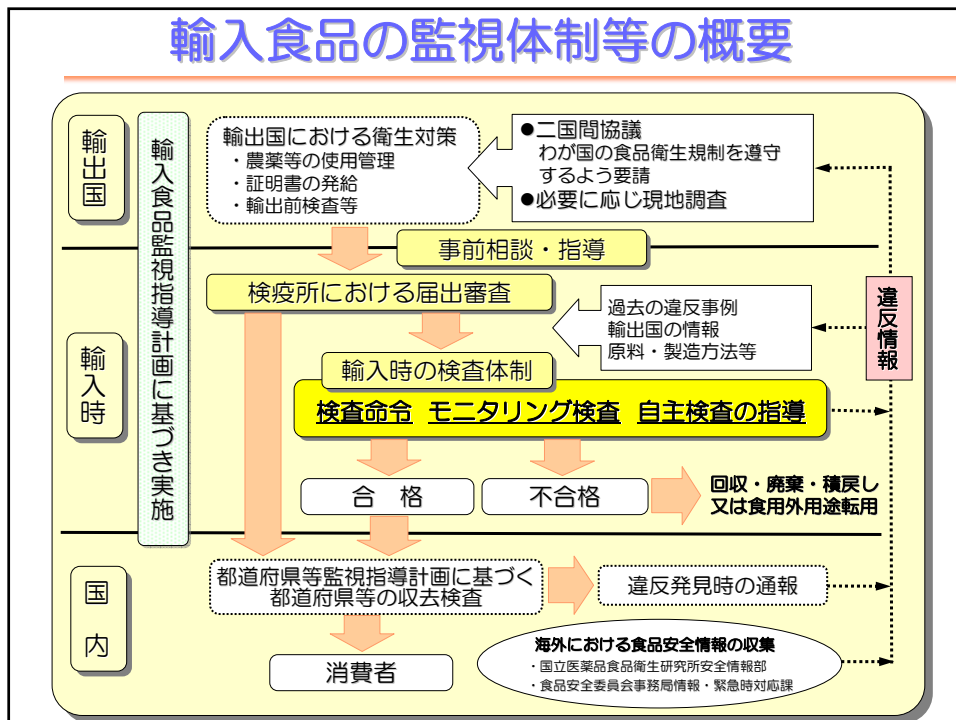 輸入食品の監視体制等の概要
輸出国
輸入食品監視指導計画に基づき実施
輸出国における衛生対策
・農薬等の使用管理
・証明書の発給
・輸出前検査等
●二国間協議
わが国の食品衛生規制を遵守
するよう要請
●必要に応じ現地調査
事前相談・指導
輸入時
検疫所における届出審査
過去の違反事例
輸出国の情報
原料・製造方法等
違反情報
輸入時の検査体制
検査命令 モニタリング検査 自主検査の指導
合 格
不合格
回収・廃棄・積戻し
又は食用外用途転用
国内
都道府県等監視指導計画に基づく
都道府県等の収去検査
違反発見時の通報
消費者
海外における食品安全情報の収集
・国立医薬品食品衛生研究所安全情報部
・食品安全委員会事務局情報・緊急時対応課